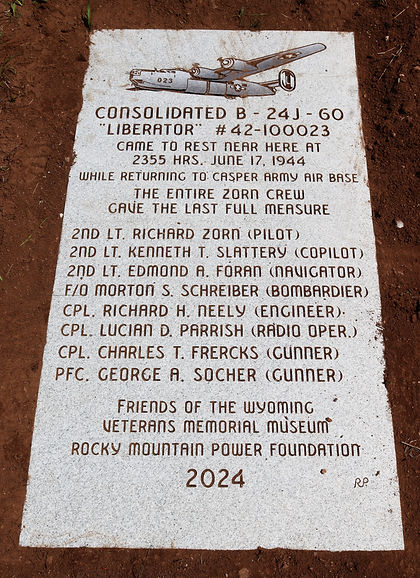 023
CONSOLIDATED B - 24J - 60
"LIBERATOR" #42-100023
CAME TO REST NEAR HERE AT
2355 HRS. JUNE 17, 1944
WHILE RETURNING TO CASPER ARMY AIR BASE
THE ENTIRE ZORN CREW
GAVE THE LAST FULL MEASURE
2ND LT. RICHARD ZORN (PILOT)
2ND LT. KENNETH T. SLATTERY (COPILOT)
2ND LT. EDMOND A. FORAN (NAVIGATOR)
F/O MORTON S. SCHREIBER (BOMBARDIER)
CPL. RICHARD H. NEELY (ENGINEER)
CPL. LUCIAN D. PARRISH (RADIO OPER.)
CPL. CHARLES T. FRERCKS (GUNNER)
PFC. GEORGE A. SOCHER (GUNNER)
FRIENDS OF THE WYOMING
VETERANS MEMORIAL MUSEUM
ROCKY MOUNTAIN POWER FOUNDATION
2024
RP